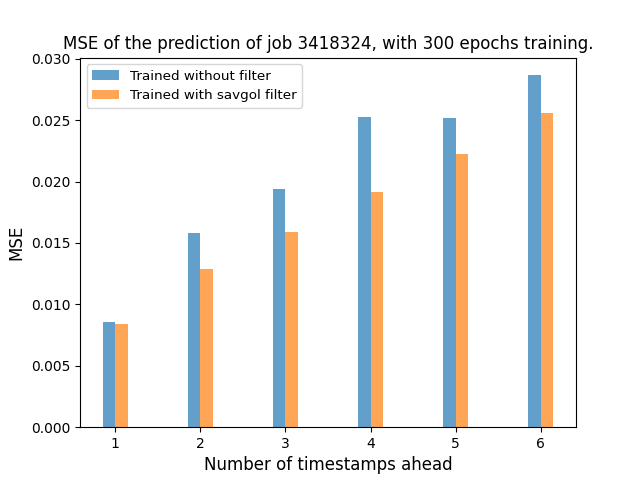 MSE of the prediction of job 3418324, with 300 epochs training.
Trained without filter
Trained with savgol filter
0.030
0.025
0.020
0.015
0.010
0.005
0.000
MSE
1 2 3 4 5 6
Number of timestamps ahead